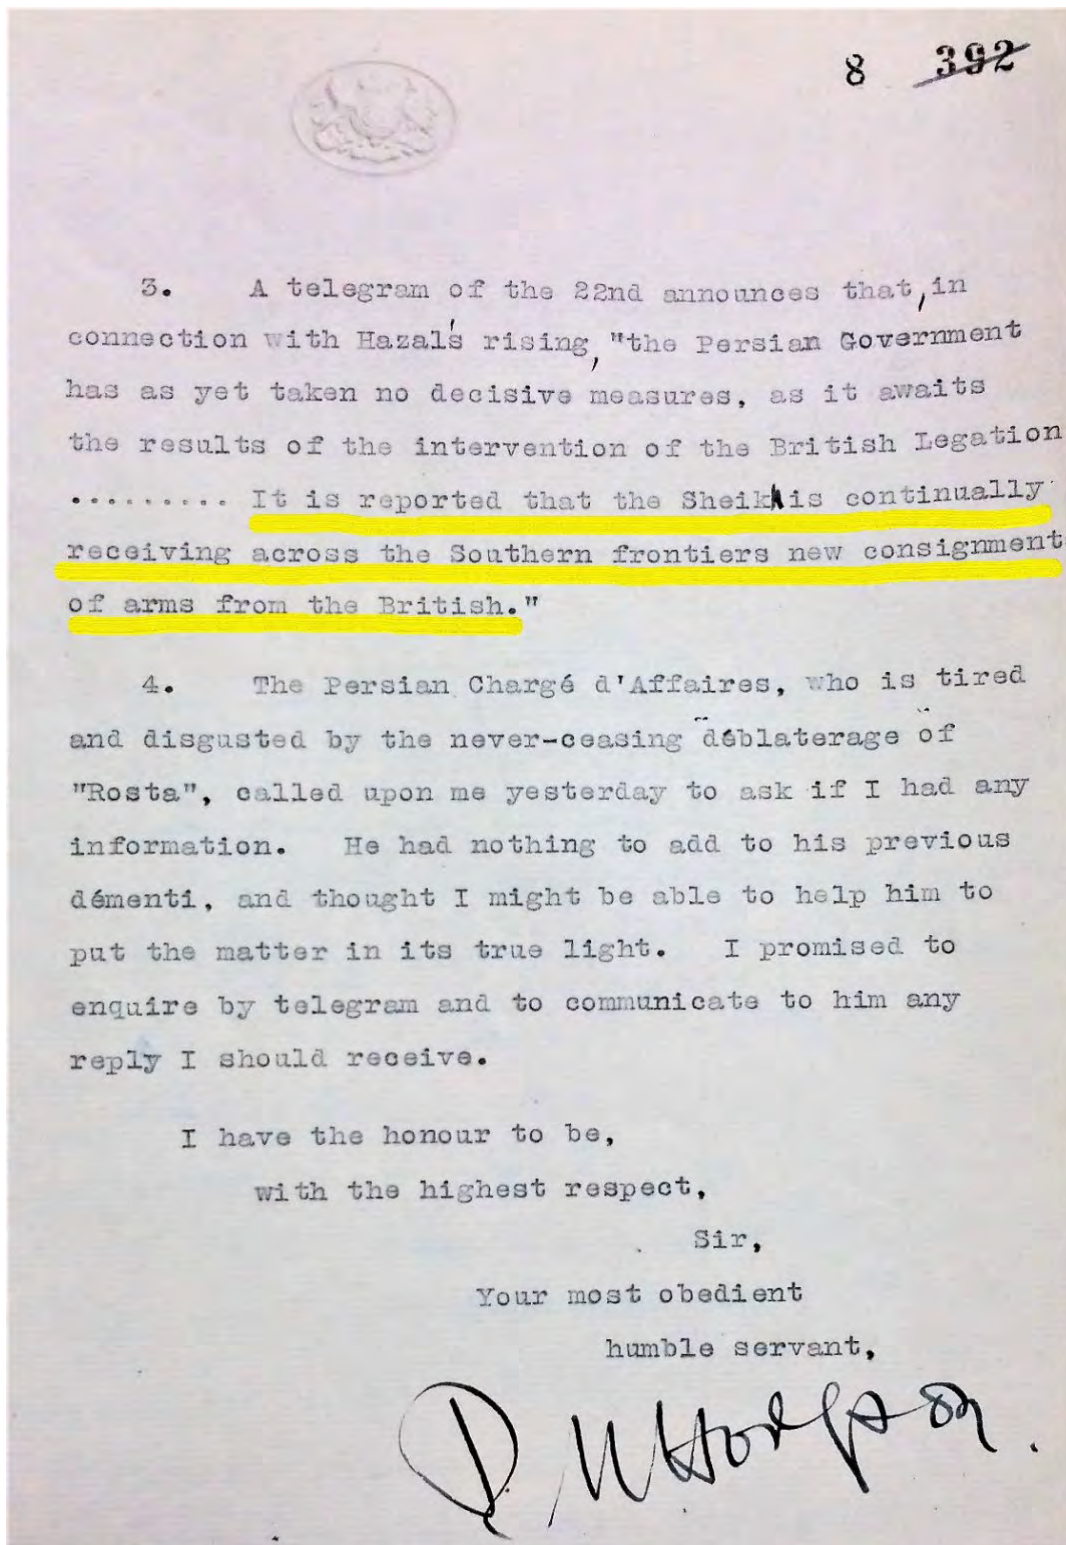 8 392
3. A telegram of the 22nd announces that, in
connection with Hazal's rising, "the Persian Government
has as yet taken no decisive measures, as it awaits
the results of the intervention of the British Legation
......... It is reported that the Sheikh is continually
receiving across the Southern frontiers new consignment
of arms from the British."
4. The Persian Chargé d'Affaires, who is tired
and disgusted by the never-ceasing déblaterage of
"Rosta", called upon me yesterday to ask if I had any
information. He had nothing to add to his previous
démenti, and thought I might be able to help him to
put the matter in its true light. I promised to
enquire by telegram and to communicate to him any
reply I should receive.
I have the honour to be,
with the highest respect,
Sir,
Your most obedient
humble servant,
Hodgson.